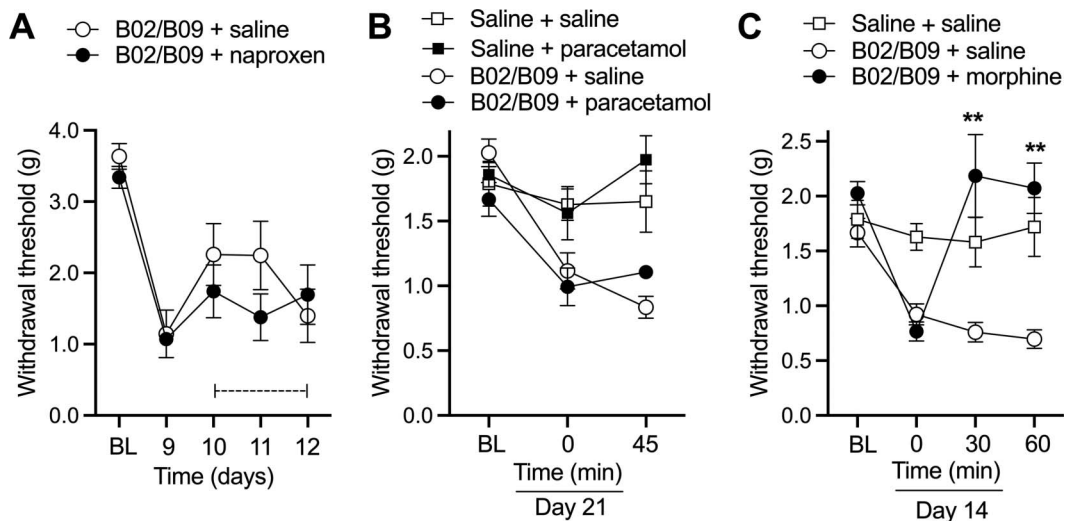 A
B02/B09 + saline
B02/B09 + naproxen
Withdrawal threshold (g)
4.0
3.0
2.0
1.0
0.0
BL 9 10 11 12
Time (days)
B
Saline + saline
Saline + paracetamol
B02/B09 + saline
B02/B09 + paracetamol
Withdrawal threshold (g)
2.0
1.5
1.0
0.5
0.0
BL 0 45
Time (min)
Day 21
C
Saline + saline
B02/B09 + saline
B02/B09 + morphine
Withdrawal threshold (g)
2.5
2.0
1.5
1.0
0.5
0.0
** **
BL 0 30 60
Time (min)
Day 14